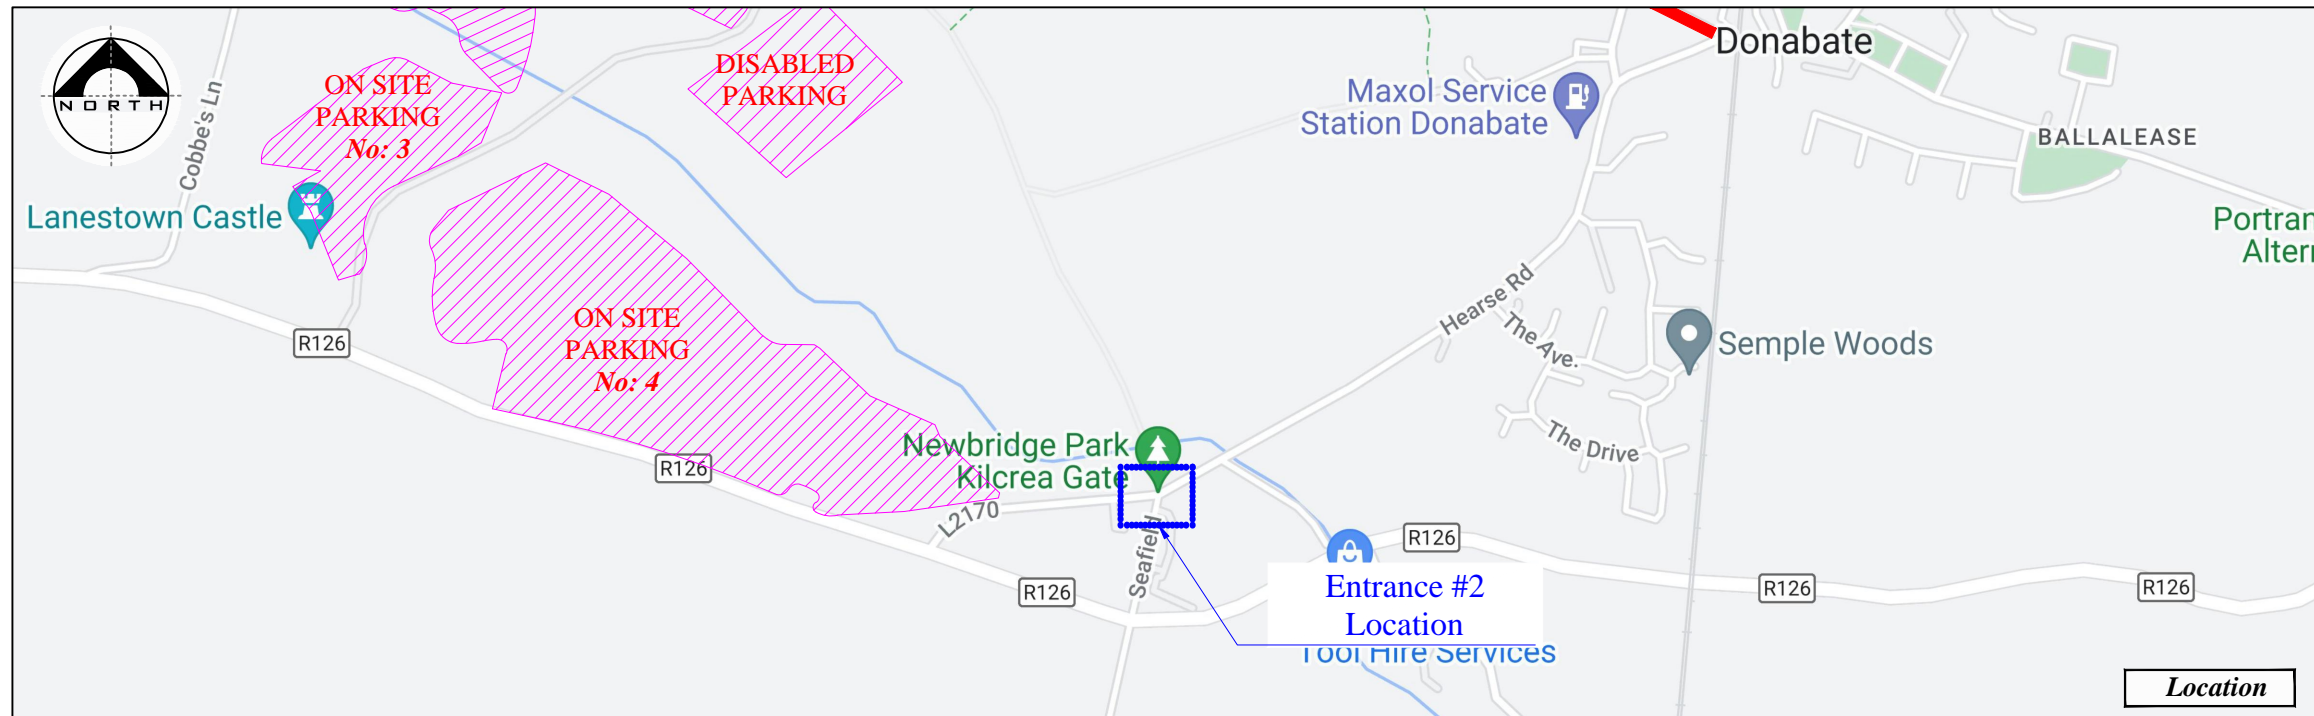 NORTH
Cobbe's Ln
ON SITE
PARKING
No: 3
DISABLED
PARKING
Donabate
Maxol Service
Station Donabate
BALLALEASE
Lanestown Castle
Portran
Altern
Hearse Rd
The Ave.
Semple Woods
R126
ON SITE
PARKING
No: 4
The Drive
Newbridge Park
Kilcrea Gate
R126
L2170
Seafield
R126
R126
R126
R126
Entrance #2
Location
Tool Hire Services
Location